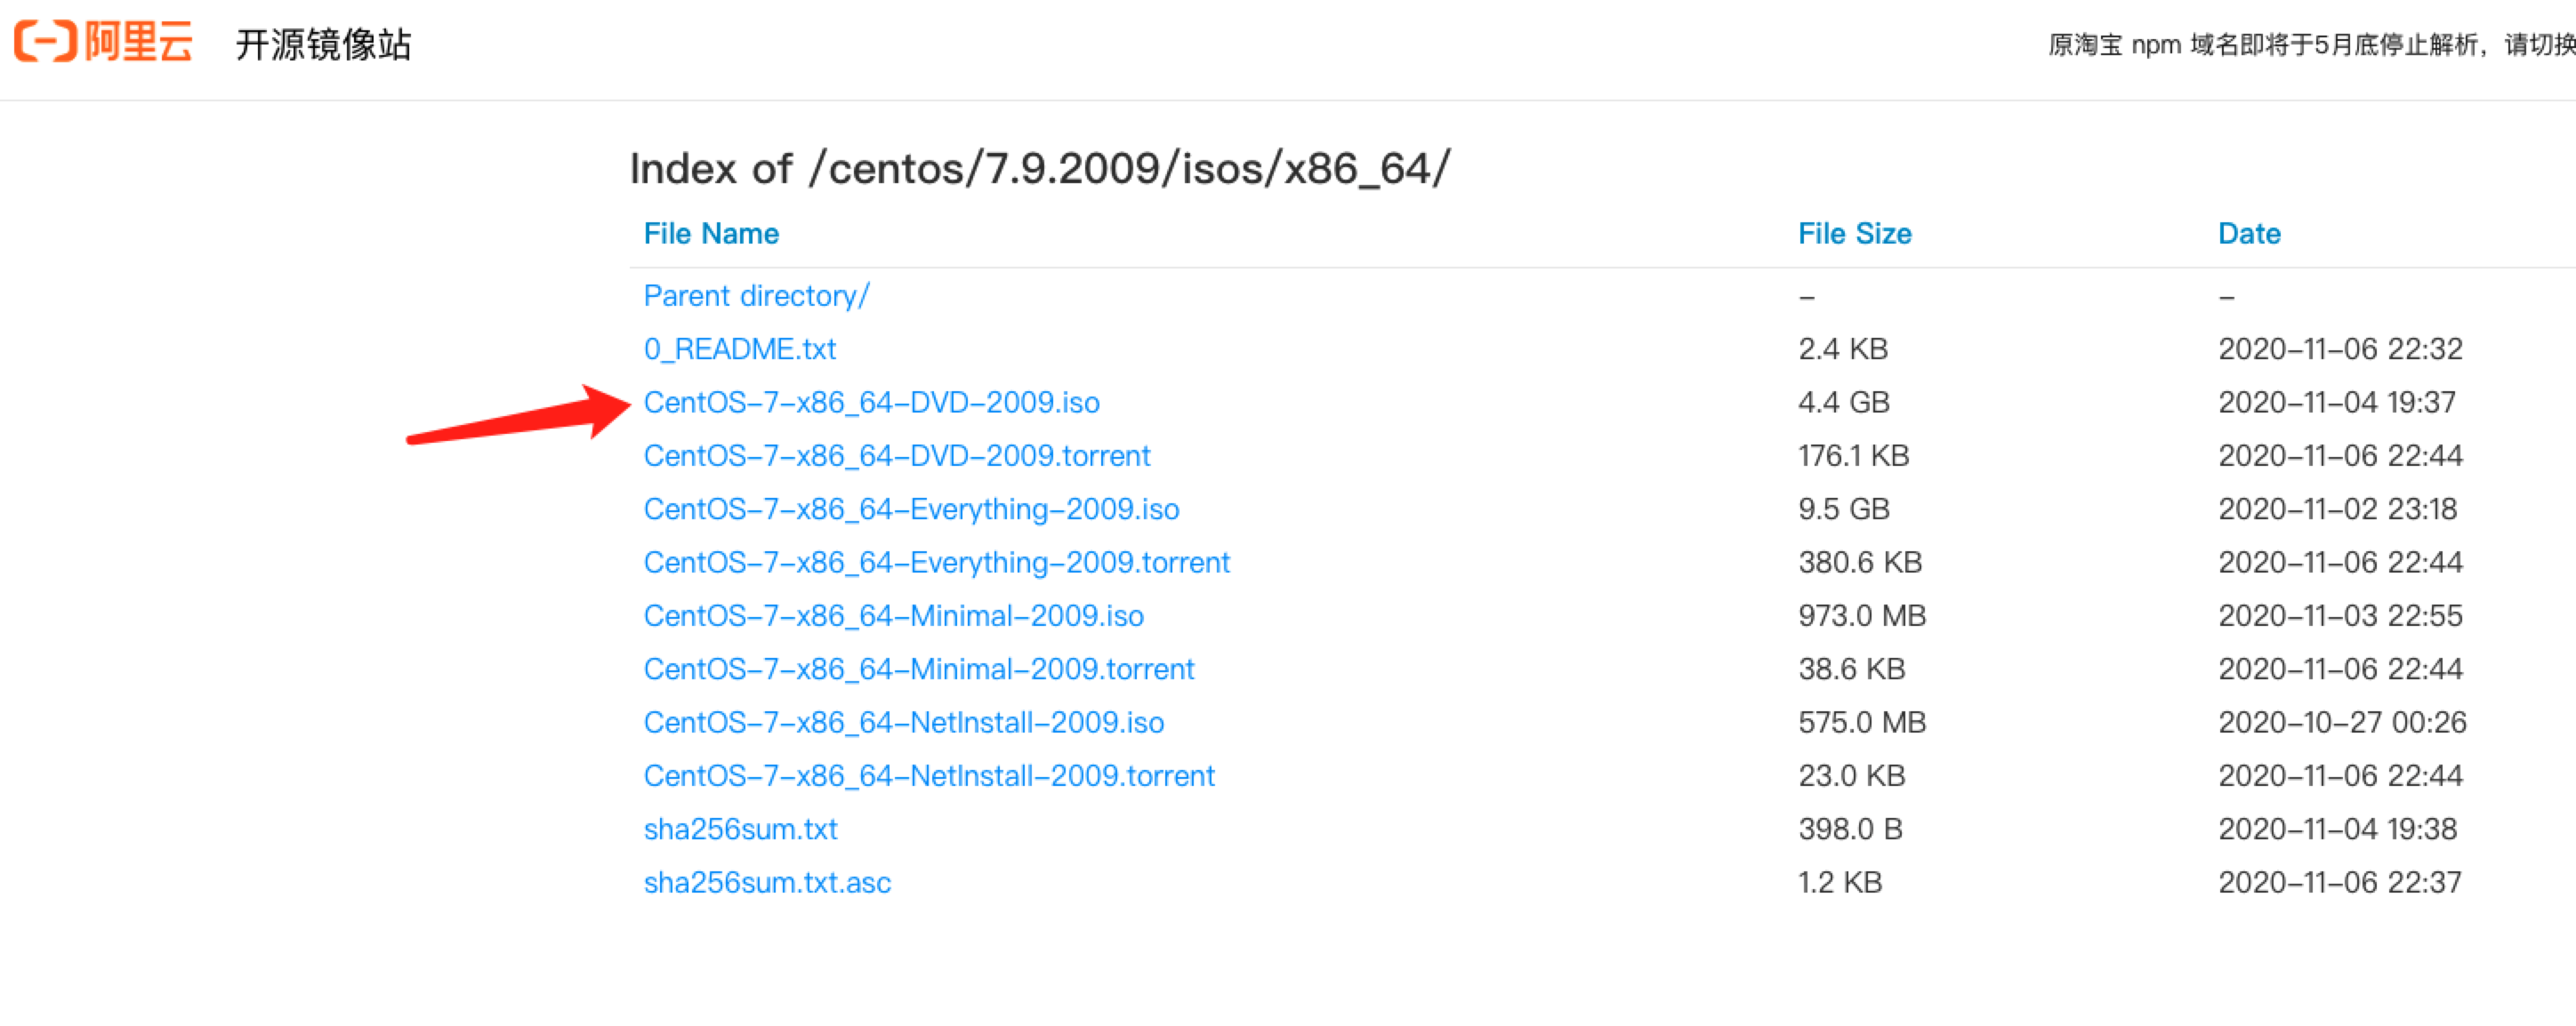 阿里云 开源镜像站 原淘宝 npm 域名即将于5月底停止解析，请切换
Index of /centos/7.9.2009/isos/x86_64/
File Name File Size Date
Parent directory/ – –
0_README.txt 2.4 KB 2020-11-06 22:32
CentOS-7-x86_64-DVD-2009.iso 4.4 GB 2020-11-04 19:37
CentOS-7-x86_64-DVD-2009.torrent 176.1 KB 2020-11-06 22:44
CentOS-7-x86_64-Everything-2009.iso 9.5 GB 2020-11-02 23:18
CentOS-7-x86_64-Everything-2009.torrent 380.6 KB 2020-11-06 22:44
CentOS-7-x86_64-Minimal-2009.iso 973.0 MB 2020-11-03 22:55
CentOS-7-x86_64-Minimal-2009.torrent 38.6 KB 2020-11-06 22:44
CentOS-7-x86_64-NetInstall-2009.iso 575.0 MB 2020-10-27 00:26
CentOS-7-x86_64-NetInstall-2009.torrent 23.0 KB 2020-11-06 22:44
sha256sum.txt 398.0 B 2020-11-04 19:38
sha256sum.txt.asc 1.2 KB 2020-11-06 22:37